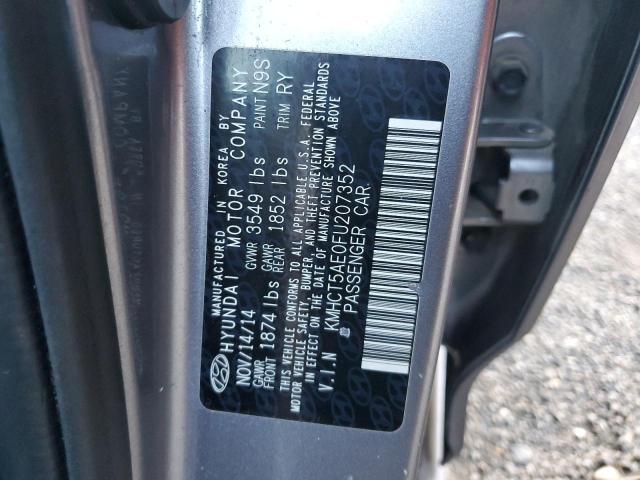 MANUFACTURED IN KOREA BY
HYUNDAI MOTOR COMPANY
NOV/14/14 GVWR 3549 lbs PAINT N9S
GAWR FRONT 1874 lbs GAWR REAR 1852 lbs TRIM RY
THIS VEHICLE CONFORMS TO ALL APPLICABLE U.S.A. FEDERAL
MOTOR VEHICLE SAFETY, BUMPER, AND THEFT PREVENTION STANDARDS
IN EFFECT ON THE DATE OF MANUFACTURE SHOWN ABOVE
V.I.N KMHCT5AE0FU207352
PASSENGER CAR